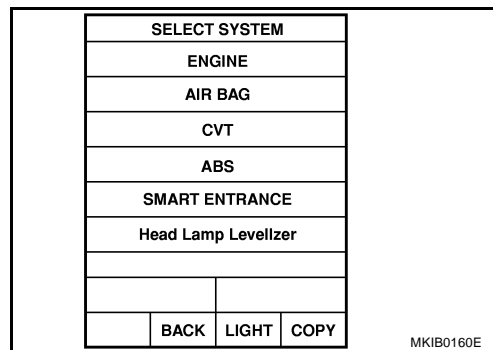 SELECT SYSTEM
ENGINE
AIR BAG
CVT
ABS
SMART ENTRANCE
Head Lamp Levellzer
BACK LIGHT COPY
MKIB0160E